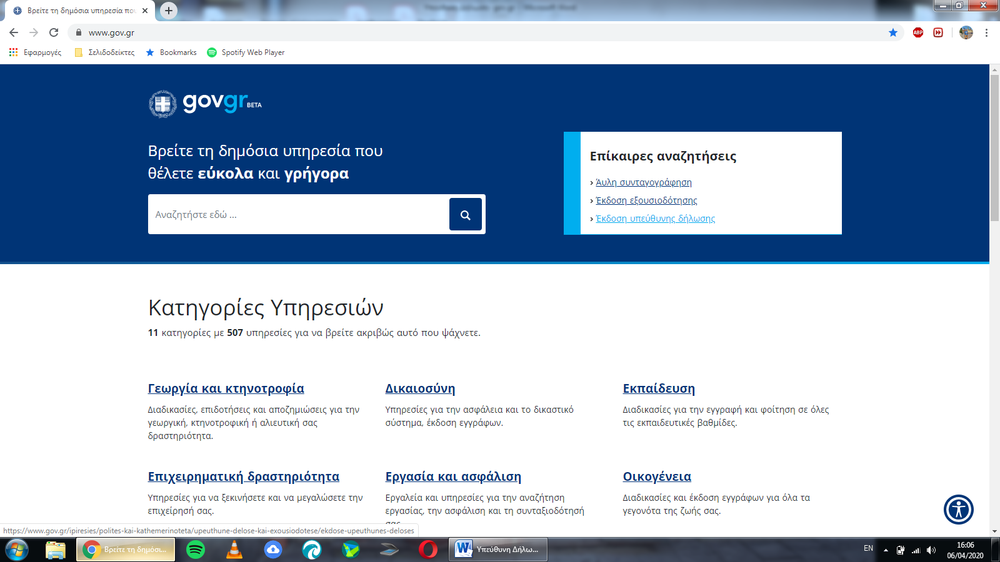 Βρείτε τη δημόσια υπηρεσία που
www.gov.gr
ABP
Εφαρμογές
Σελιδοδείκτες
Bookmarks
Spotify Web Player
govgr BETA
Βρείτε τη δημόσια υπηρεσία που
θέλετε εύκολα και γρήγορα
Αναζητήστε εδώ ...
Επίκαιρες αναζητήσεις
› Άυλη συνταγογράφηση
› Έκδοση εξουσιοδότησης
› Έκδοση υπεύθυνης δήλωσης
Κατηγορίες Υπηρεσιών
11 κατηγορίες με 507 υπηρεσίες για να βρείτε ακριβώς αυτό που ψάχνετε.
Γεωργία και κτηνοτροφία
Διαδικασίες, επιδοτήσεις και αποζημιώσεις για την
γεωργική, κτηνοτροφική ή αλιευτική σας
δραστηριότητα.
Δικαιοσύνη
Υπηρεσίες για την ασφάλεια και το δικαστικό
σύστημα, έκδοση εγγράφων.
Εκπαίδευση
Διαδικασίες για την εγγραφή και φοίτηση σε όλες
τις εκπαιδευτικές βαθμίδες.
Επιχειρηματική δραστηριότητα
Υπηρεσίες για να ξεκινήσετε και να μεγαλώσετε την
επιχείρησή σας.
Εργασία και ασφάλιση
Εργαλεία και υπηρεσίες για την αναζήτηση
εργασίας, την ασφάλιση και τη συνταξιοδότησή
σας
Οικογένεια
Διαδικασίες και έκδοση εγγράφων για όλα τα
γεγονότα της ζωής σας.
https://www.gov.gr/ipiresies/polites-kai-kathemerinoteta/upeuthune-delose-kai-exousiodotese/ekdose-upeuthunes-deloses
Βρείτε τη δημόσι...
Υπεύθυνη Δήλω...
EN
16:06
06/04/2020